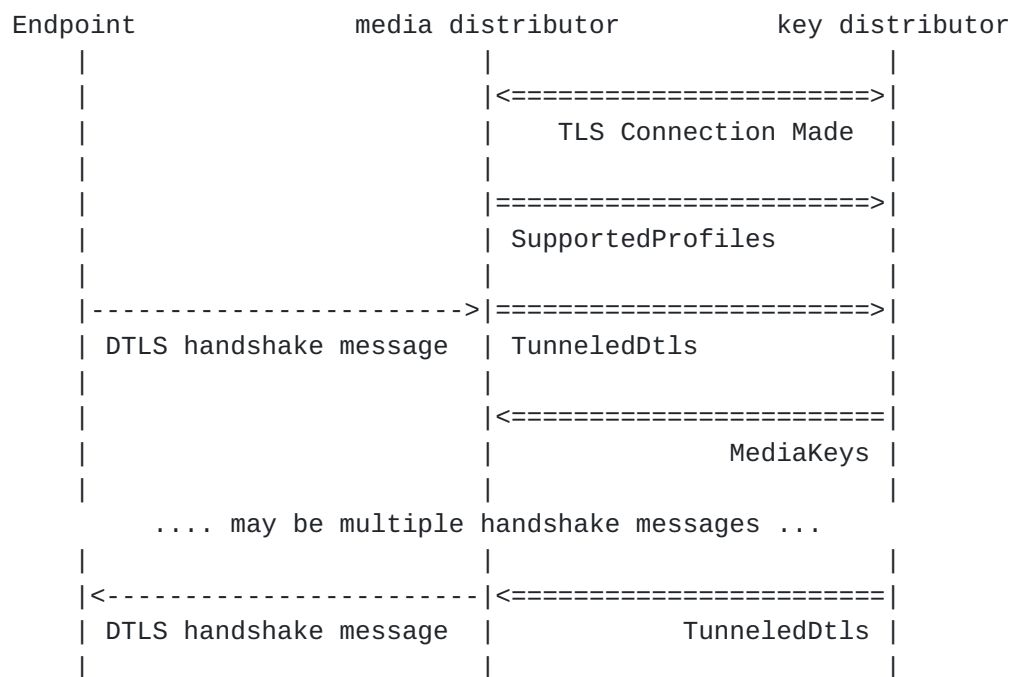 Endpoint media distributor key distributor
TLS Connection Made
SupportedProfiles
DTLS handshake message TunneledDtls
MediaKeys
.... may be multiple handshake messages ...
DTLS handshake message TunneledDtls